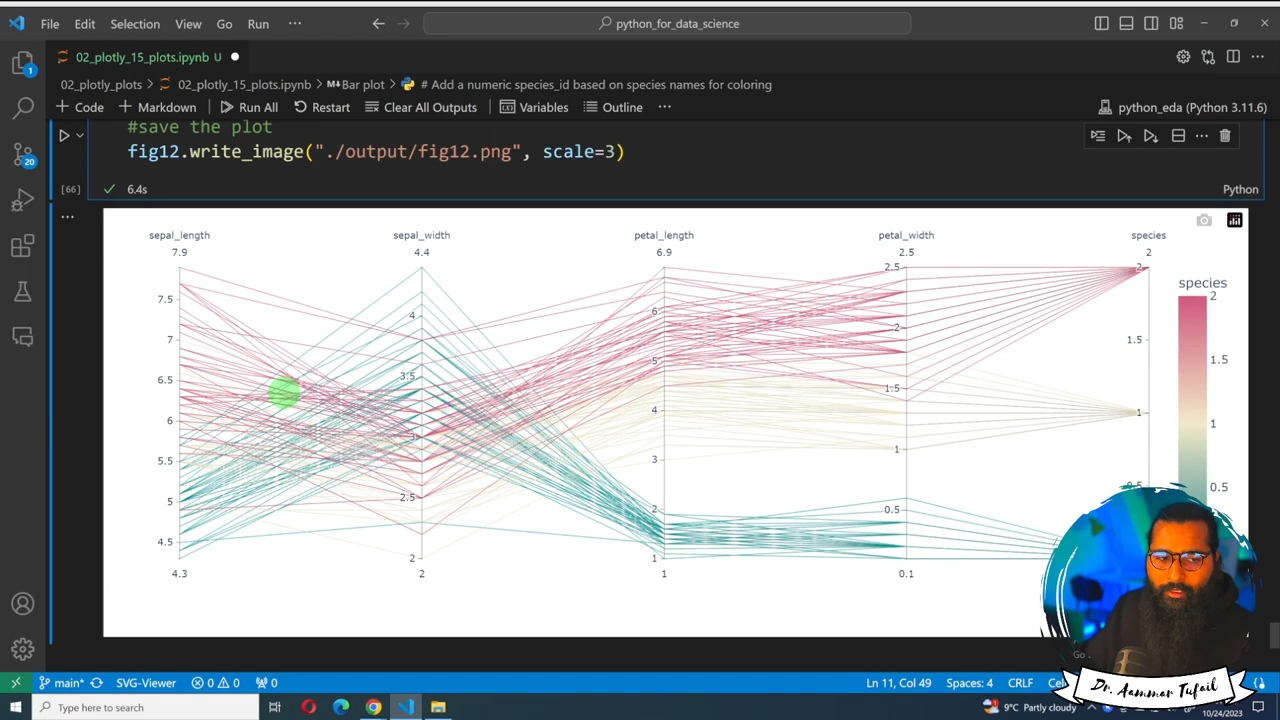 File Edit Selection View Go Run ··· python_for_data_science
02_plotly_15_plots.ipynb U
02_plotly_plots > 02_plotly_15_plots.ipynb > Bar plot > # Add a numeric species_id based on species names for coloring
+ Code + Markdown Run All Restart Clear All Outputs Variables Outline ··· python_eda (Python 3.11.6)
#save the plot
fig12.write_image("./output/fig12.png", scale=3)
[66] 6.4s Python
sepal_length sepal_width petal_length petal_width species
7.9 4.4 6.9 2.5 2
2.5 2
species
2
7.5
4 6
2
7
1.5
1.5
6.5
3.5
5
1.5
6
4
1
1
3
5.5
3
1
5
2.5
2
0.5
0.5
0.5
4.5
2
1
4.3 2 1 0.1
1
20
main* SVG-Viewer 0 0 0 Ln 11, Col 49 Spaces: 4 CRLF
Dr. Aammar Tufail
Type here to search 9°C Partly cloudy
10/24/2023